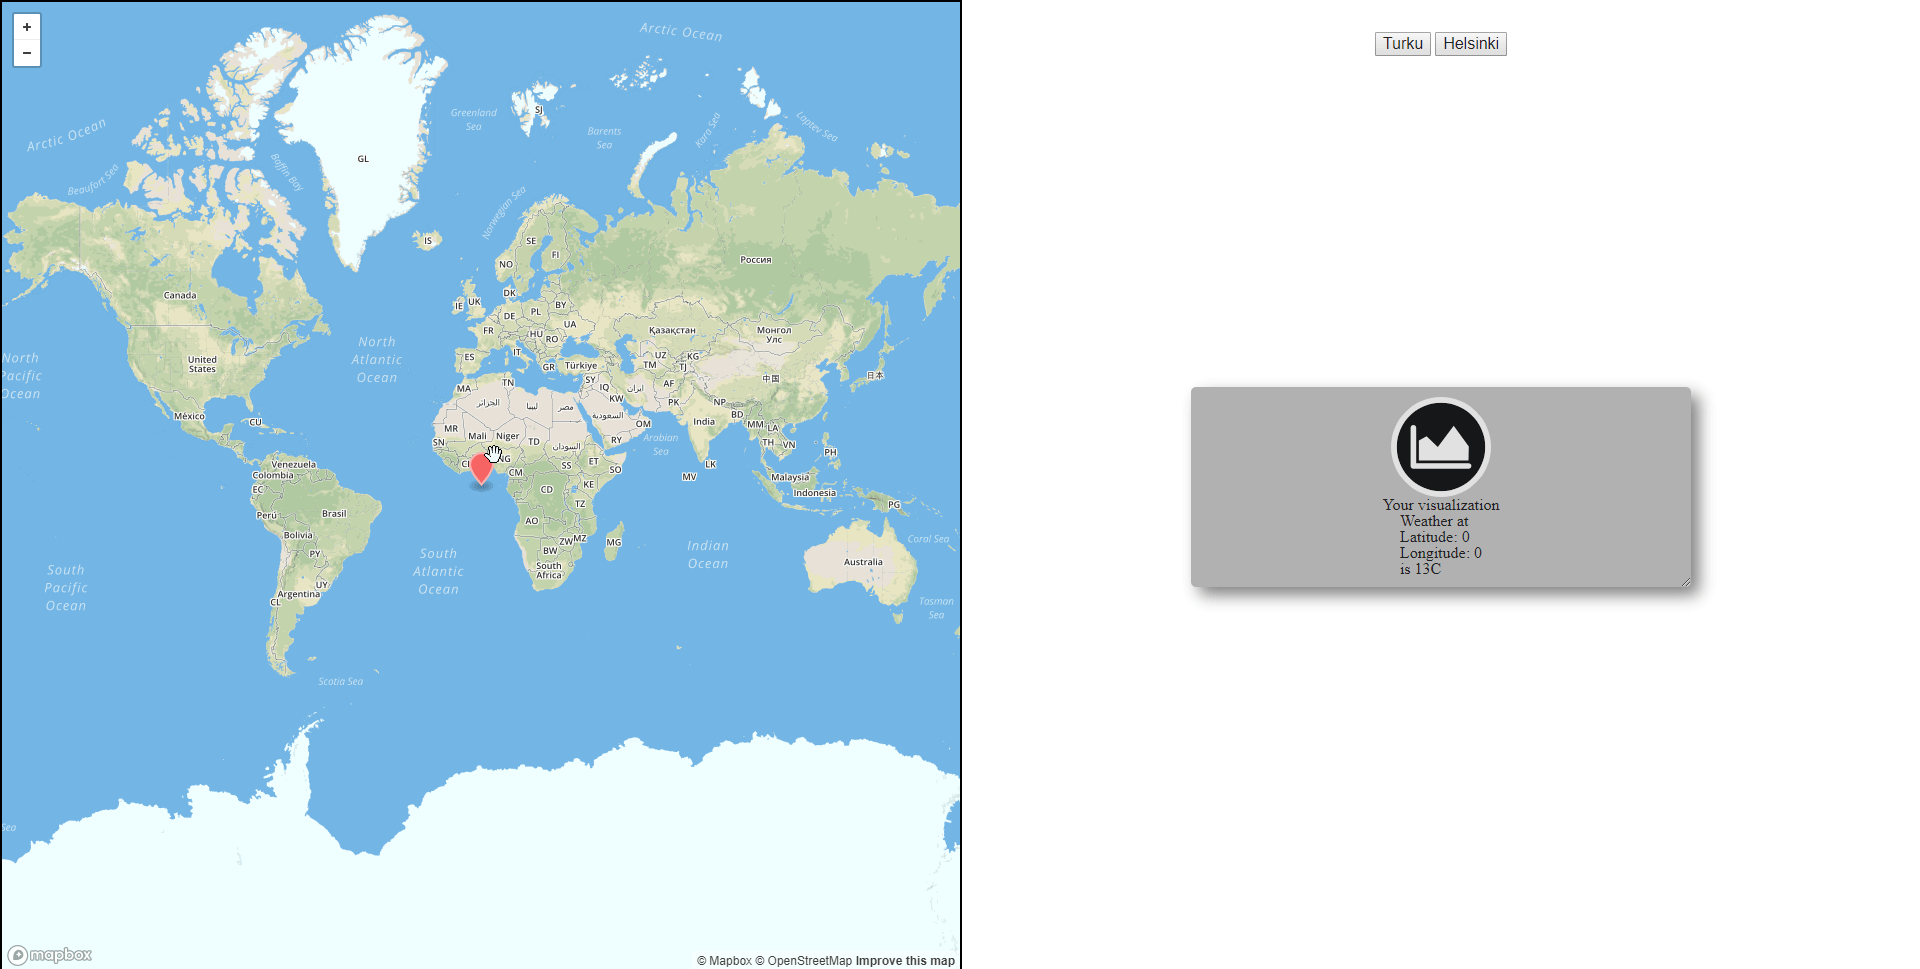 +
−
Arctic Ocean
Arctic Ocean
Greenland
Sea
SJ
Barents
Sea
Kara Sea
Laptev Sea
Beaufort Sea
Baffin Bay
GL
Norwegian Sea
IS
SE
FI
NO
Россия
Canada
DK
IE
UK
BY
PL
DE
UA
FR
HU
RO
Қазақстан
Монгол
Улс
North
Pacific
Ocean
North
Atlantic
Ocean
United
States
ES
IT
GR
Türkiye
UZ
KG
TM
TJ
中国
日本
MA
TN
SY
IQ
ایران
AF
KW
PK
NP
BD
الجزائر
ليبيا
مصر
السعودية
México
CU
MR
Mali
Niger
TD
السودان
OM
RY
Arabian
Sea
India
MM
LA
TH
VN
PH
SN
CI
NG
CM
SS
ET
SO
MV
LK
Venezuela
Colombia
EC
Malaysia
Indonesia
CD
KE
TZ
PG
Perú
Brasil
Bolivia
PY
AO
ZW
MZ
MG
BW
South
Africa
South
Atlantic
Ocean
Indian
Ocean
Australia
Coral Sea
South
Pacific
Ocean
UY
Argentina
CL
Tasman
Sea
Scotia Sea
Sea
mapbox
© Mapbox © OpenStreetMap Improve this map
Turku Helsinki
Your visualization
Weather at
Latitude: 0
Longitude: 0
is 13C